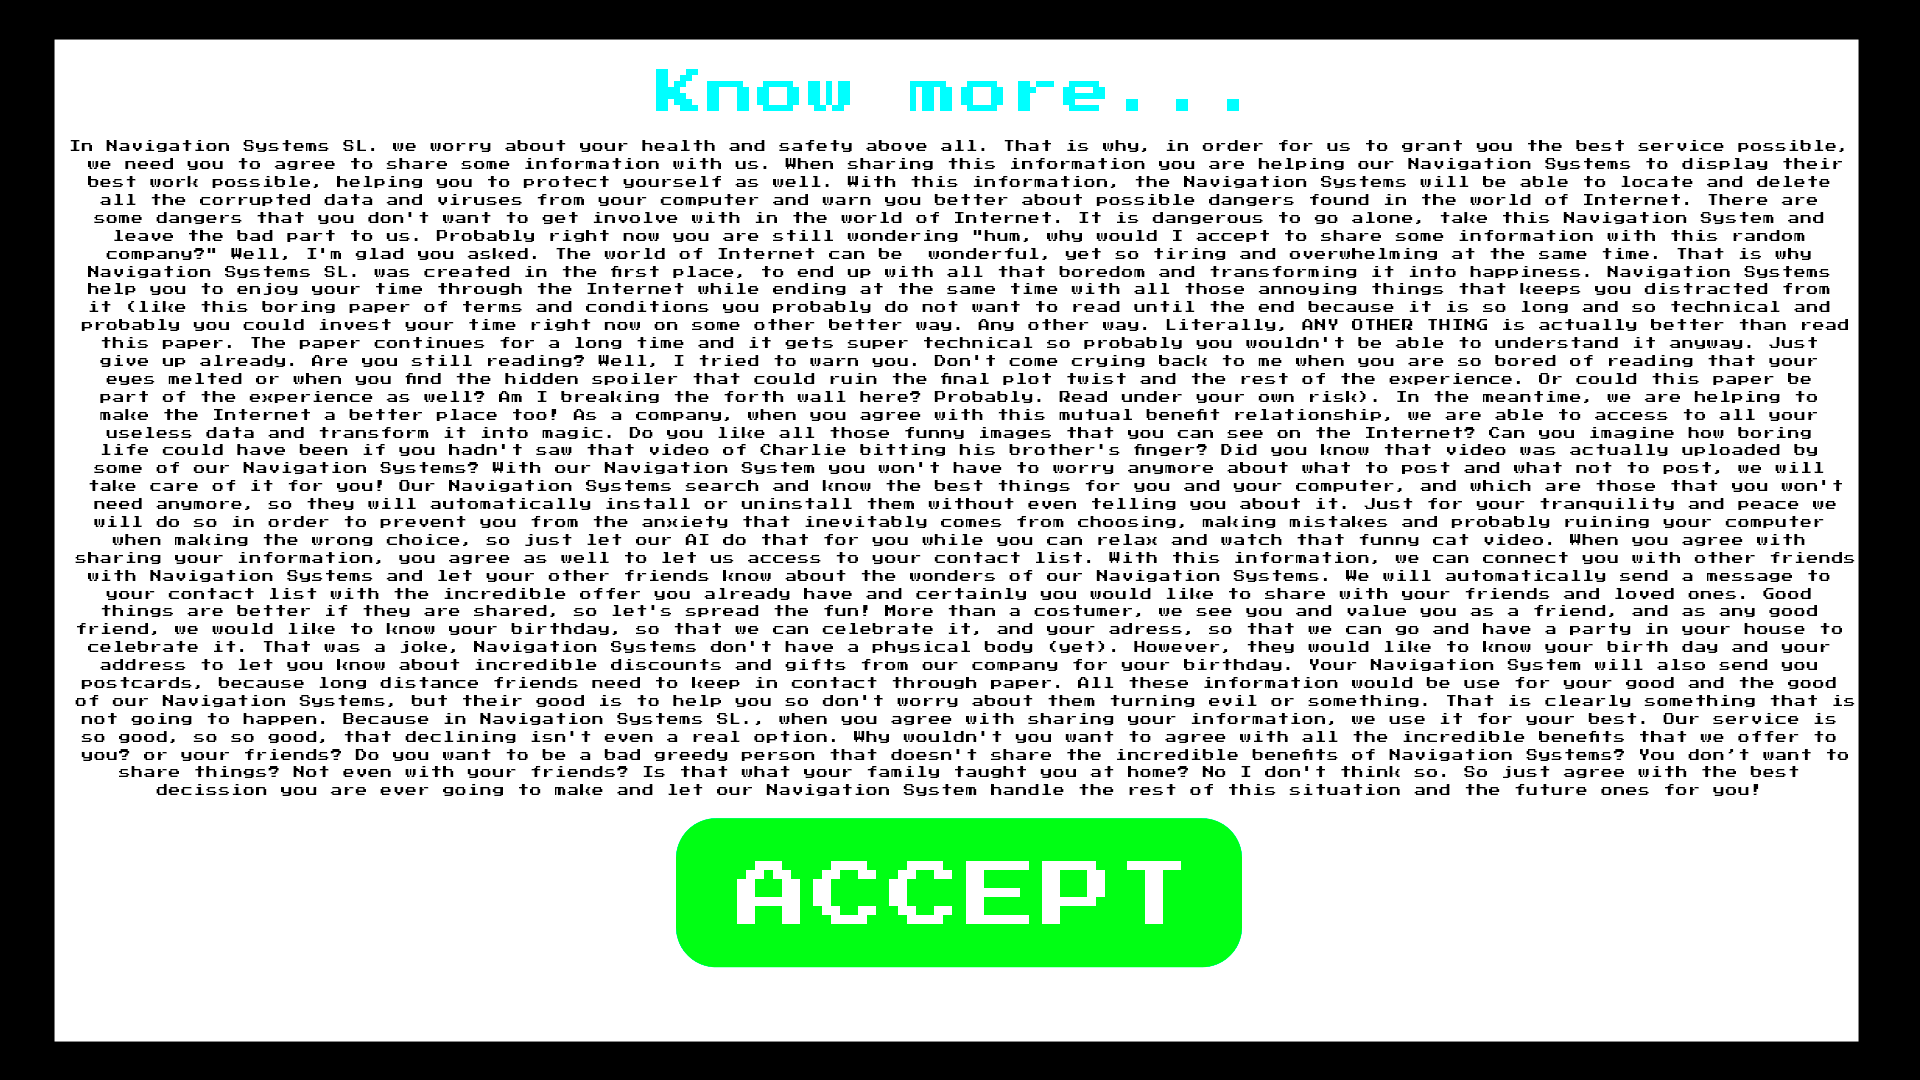 Know more...
In Navigation Systems SL. we worry about your health and safety above all. That is why, in order for us to grant you the best service possible,
we need you to agree to share some information with us. When sharing this information you are helping our Navigation Systems to display their
best work possible, helping you to protect yourself as well. With this information, the Navigation Systems will be able to locate and delete
all the corrupted data and viruses from your computer and warn you better about possible dangers found in the world of Internet. There are
some dangers that you don't want to get involve with in the world of Internet. It is dangerous to go alone, take this Navigation System and
leave the bad part to us. Probably right now you are still wondering "hum, why would I accept to share some information with this random
company?" Well, I'm glad you asked. The world of Internet can be  wonderful, yet so tiring and overwhelming at the same time. That is why
Navigation Systems SL. was created in the first place, to end up with all that boredom and transforming it into happiness. Navigation Systems
help you to enjoy your time through the Internet while ending at the same time with all those annoying things that keeps you distracted from
it (like this boring paper of terms and conditions you probably do not want to read until the end because it is so long and so technical and
probably you could invest your time right now on some other better way. Any other way. Literally, ANY OTHER THING is actually better than read
this paper. The paper continues for a long time and it gets super technical so probably you wouldn't be able to understand it anyway. Just
give up already. Are you still reading? Well, I tried to warn you. Don't come crying back to me when you are so bored of reading that your
eyes melted or when you find the hidden spoiler that could ruin the final plot twist and the rest of the experience. Or could this paper be
part of the experience as well? Am I breaking the forth wall here? Probably. Read under your own risk). In the meantime, we are helping to
make the Internet a better place too! As a company, when you agree with this mutual benefit relationship, we are able to access to all your
useless data and transform it into magic. Do you like all those funny images that you can see on the Internet? Can you imagine how boring
life could have been if you hadn't saw that video of Charlie bitting his brother's finger? Did you know that video was actually uploaded by
some of our Navigation Systems? With our Navigation System you won't have to worry anymore about what to post and what not to post, we will
take care of it for you! Our Navigation Systems search and know the best things for you and your computer, and which are those that you won't
need anymore, so they will automatically install or uninstall them without even telling you about it. Just for your tranquility and peace we
will do so in order to prevent you from the anxiety that inevitably comes from choosing, making mistakes and probably ruining your computer
when making the wrong choice, so just let our AI do that for you while you can relax and watch that funny cat video. When you agree with
sharing your information, you agree as well to let us access to your contact list. With this information, we can connect you with other friends
with Navigation Systems and let your other friends know about the wonders of our Navigation Systems. We will automatically send a message to
your contact list with the incredible offer you already have and certainly you would like to share with your friends and loved ones. Good
things are better if they are shared, so let's spread the fun! More than a costumer, we see you and value you as a friend, and as any good
friend, we would like to know your birthday, so that we can celebrate it, and your adress, so that we can go and have a party in your house to
celebrate it. That was a joke, Navigation Systems don't have a physical body (yet). However, they would like to know your birth day and your
address to let you know about incredible discounts and gifts from our company for your birthday. Your Navigation System will also send you
postcards, because long distance friends need to keep in contact through paper. All these information would be use for your good and the good
of our Navigation Systems, but their good is to help you so don't worry about them turning evil or something. That is clearly something that is
not going to happen. Because in Navigation Systems SL., when you agree with sharing your information, we use it for your best. Our service is
so good, so so good, that declining isn't even a real option. Why wouldn't you want to agree with all the incredible benefits that we offer to
you? or your friends? Do you want to be a bad greedy person that doesn't share the incredible benefits of Navigation Systems? You don’t want to
share things? Not even with your friends? Is that what your family taught you at home? No I don't think so. So just agree with the best
decission you are ever going to make and let our Navigation System handle the rest of this situation and the future ones for you!
ACCEPT